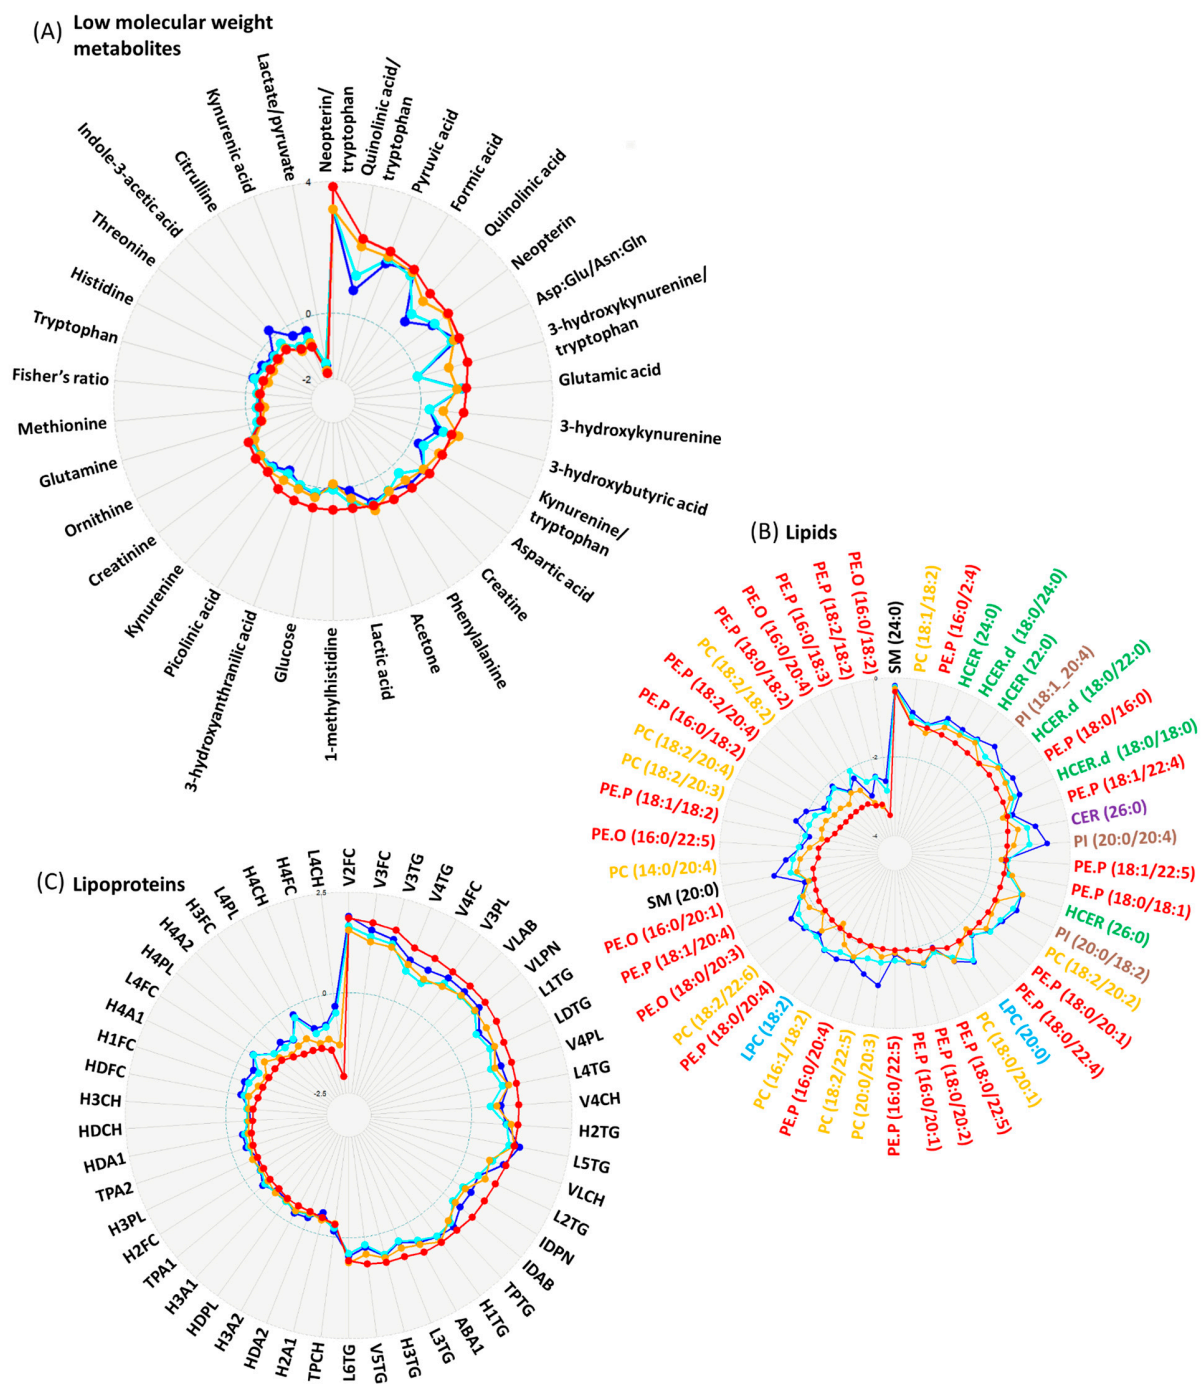 (A) Low molecular weight
metabolites
Neopterin/
tryptophan
Quinolinic acid/
tryptophan
Pyruvic acid
Formic acid
Quinolinic acid
Neopterin
Asp:Glu/Asn:Gln
3-hydroxykynurenine/
tryptophan
Glutamic acid
3-hydroxykynurenine
3-hydroxybutyric acid
Kynurenine/
tryptophan
Aspartic acid
Creatine
Phenylalanine
Acetone
Lactic acid
1-methylhistidine
Glucose
3-hydroxyanthranilic acid
Picolinic acid
Kynurenine
Creatinine
Ornithine
Glutamine
Methionine
Fisher's ratio
Tryptophan
Histidine
Threonine
Indole-3-acetic acid
Citrulline
Kynurenic acid
Lactate/pyruvate
4
0
-2
(B) Lipids
SM (24:0)
PC (18:1/18:2)
PE.P (16:0/2:4)
HCER (24:0)
HCER.d (18:0/24:0)
HCER (22:0)
PI (18:1_20:4)
HCER.d (18:0/22:0)
PE.P (18:0/16:0)
HCER.d (18:0/18:0)
PE.P (18:1/22:4)
CER (26:0)
PI (20:0/20:4)
PE.P (18:1/22:5)
PE.P (18:0/18:1)
HCER (26:0)
PI (20:0/18:2)
PC (18:2/20:2)
PE.P (18:0/20:1)
PE.P (18:0/22:4)
LPC (20:0)
PC (18:0/20:1)
PE.P (18:0/22:5)
PE.P (18:0/20:2)
PE.P (16:0/20:1)
PE.P (16:0/22:5)
PC (20:0/20:3)
PC (18:2/22:5)
PE.P (16:0/20:4)
PC (16:1/18:2)
LPC (18:2)
PE.P (18:0/20:4)
PC (18:2/22:6)
PE.O (18:0/20:3)
PE.P (18:1/20:4)
PE.O (16:0/20:1)
SM (20:0)
PC (14:0/20:4)
PE.O (16:0/22:5)
PE.P (18:1/18:2)
PC (18:2/20:3)
PC (18:2/20:4)
PE.P (16:0/18:2)
PE.P (18:2/20:4)
PC (18:2/18:2)
PE.P (18:0/18:2)
PE.O (16:0/20:4)
PE.P (16:0/18:3)
PE.P (18:2/18:2)
PE.O (16:0/18:2)
0
-2
-4
(C) Lipoproteins
V2FC
V3FC
V3TG
V4TG
V4FC
V3PL
VLAB
VLPN
L1TG
LDTG
V4PL
L4TG
V4CH
H2TG
L5TG
VLCH
L2TG
IDPN
IDAB
TPTG
H1TG
ABA1
L3TG
H3TG
V5TG
L6TG
TPCH
H2A1
HDA2
H3A2
HDPL
H3A1
TPA1
H2FC
H3PL
TPA2
HDA1
HDCH
H3CH
HDFC
H1FC
H4A1
L4FC
H4PL
H4A2
H3FC
L4PL
H4CH
H4FC
L4CH
2.5
0
-2.5